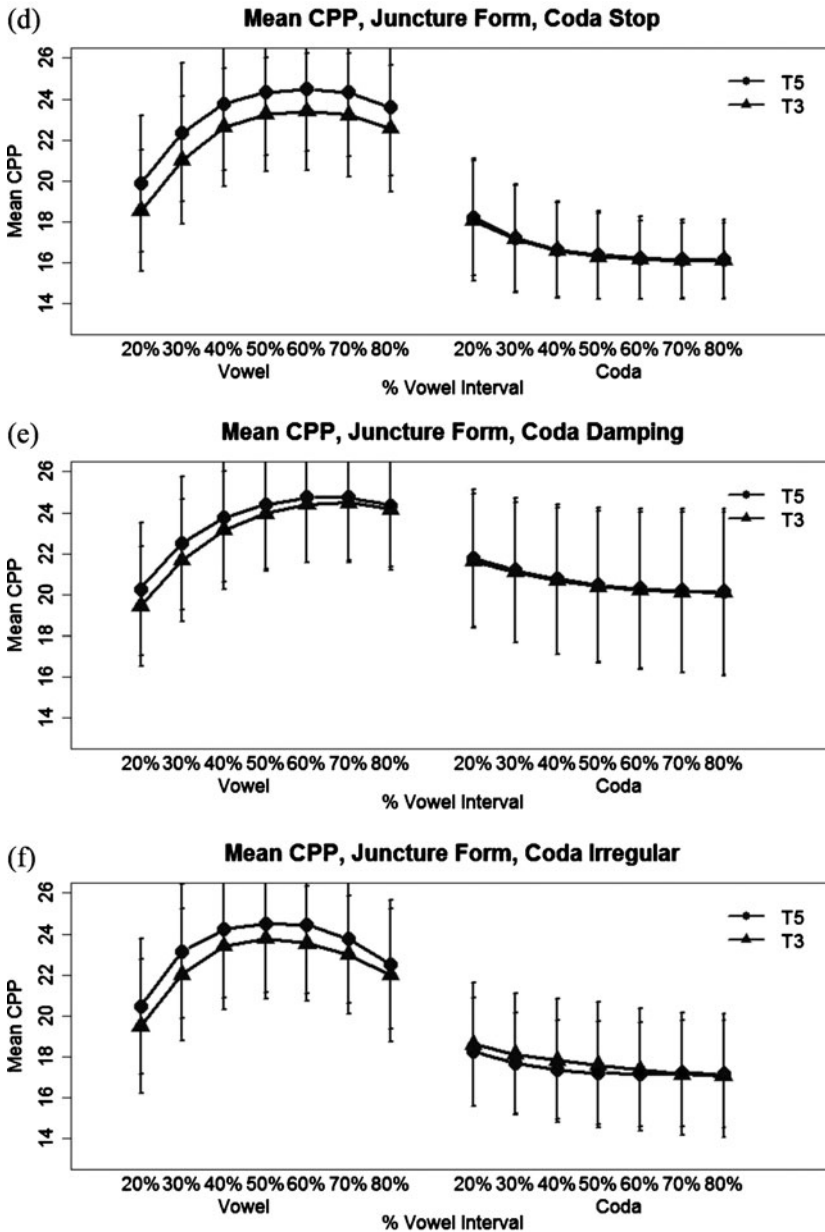 (d) Mean CPP, Juncture Form, Coda Stop
26
24
22
20
18
16
14
Mean CPP
T5
T3
20% 30% 40% 50% 60% 70% 80% 20% 30% 40% 50% 60% 70% 80%
Vowel Coda
% Vowel Interval
(e) Mean CPP, Juncture Form, Coda Damping
26
24
22
20
18
16
14
Mean CPP
T5
T3
20% 30% 40% 50% 60% 70% 80% 20% 30% 40% 50% 60% 70% 80%
Vowel Coda
% Vowel Interval
(f) Mean CPP, Juncture Form, Coda Irregular
26
24
22
20
18
16
14
Mean CPP
T5
T3
20% 30% 40% 50% 60% 70% 80% 20% 30% 40% 50% 60% 70% 80%
Vowel Coda
% Vowel Interval